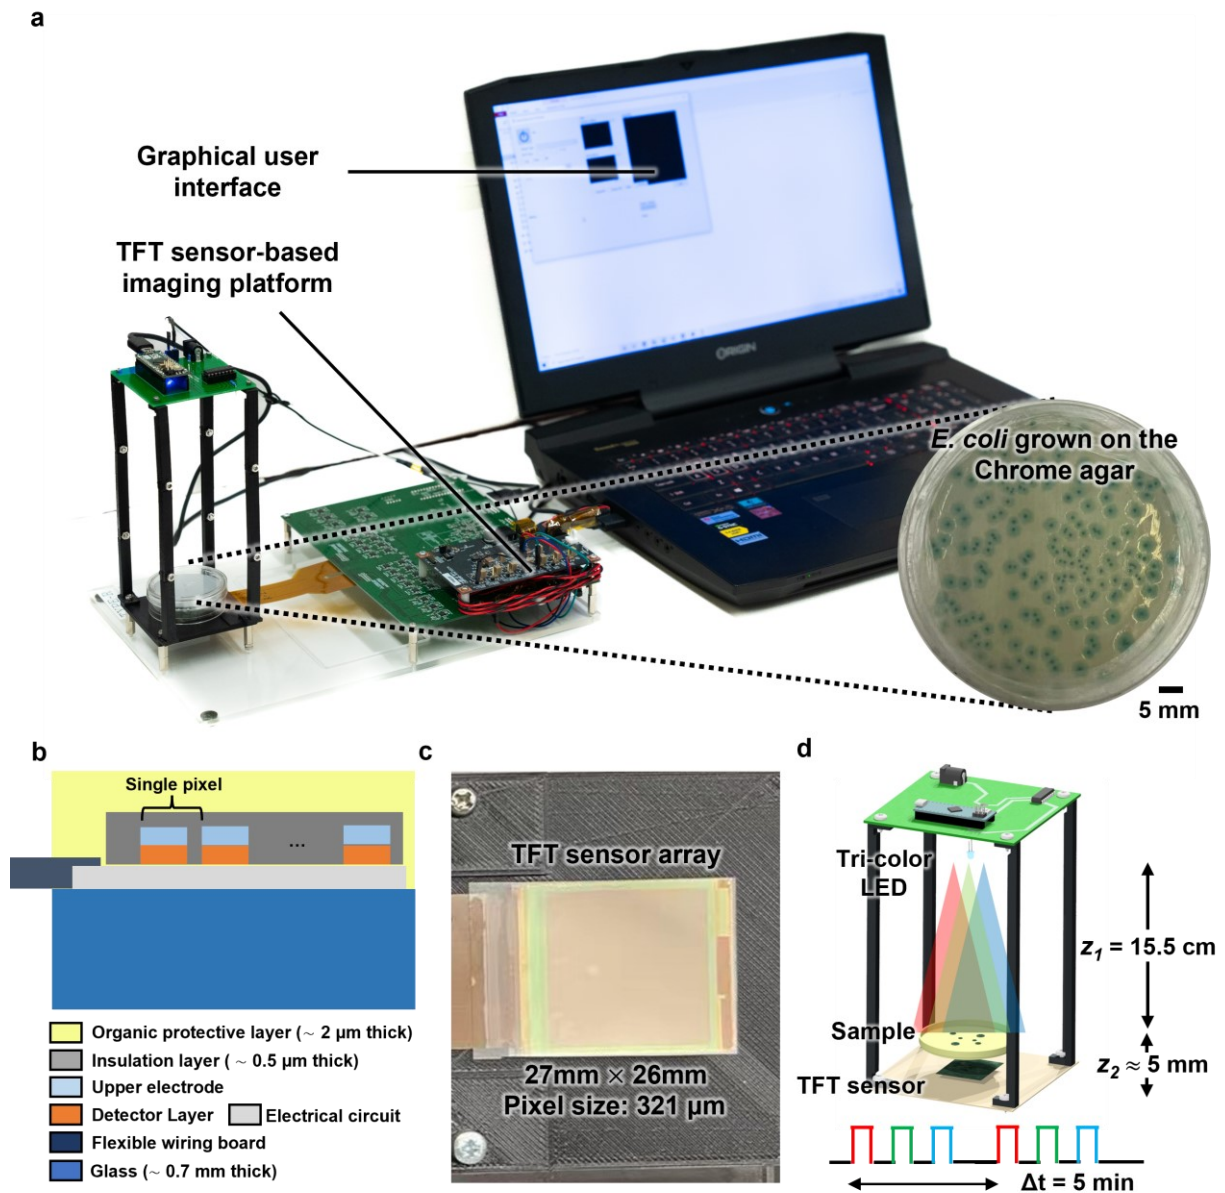 a
Graphical user
interface
TFT sensor-based
imaging platform
ORIGIN
E. coli grown on the
Chrome agar
5 mm
b
Single pixel
...
Organic protective layer (~ 2 μm thick)
Insulation layer (~ 0.5 μm thick)
Upper electrode
Detector Layer Electrical circuit
Flexible wiring board
Glass (~ 0.7 mm thick)
c
TFT sensor array
27mm × 26mm
Pixel size: 321 μm
d
Tri-color
LED
z1 = 15.5 cm
Sample
z2 ≈ 5 mm
TFT sensor
Δt = 5 min